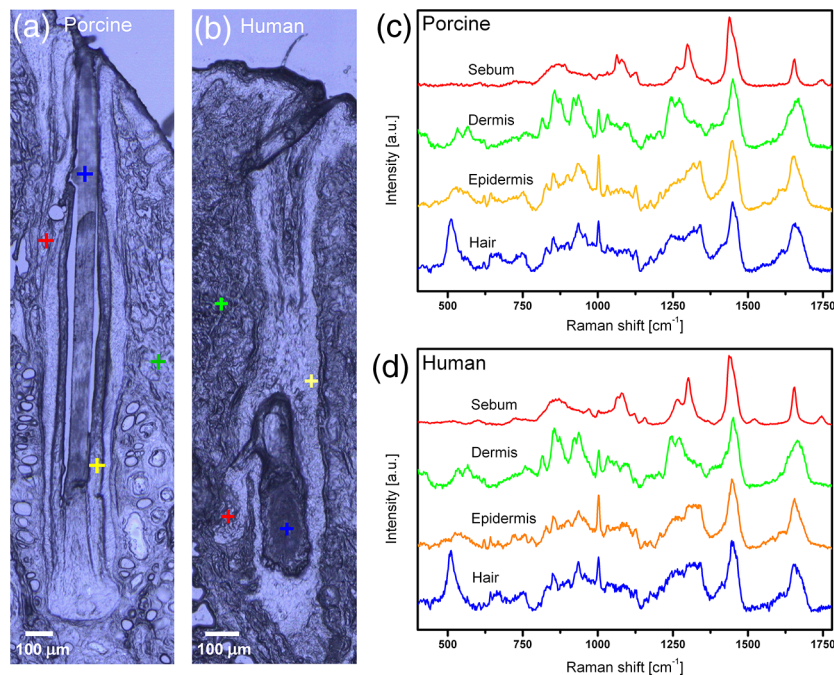 (a) Porcine
100 μm
(b) Human
100 μm
(c) Porcine
Sebum
Dermis
Epidermis
Hair
Intensity [a.u.]
500 750 1000 1250 1500 1750
Raman shift [cm⁻¹]
(d) Human
Sebum
Dermis
Epidermis
Hair
Intensity [a.u.]
500 750 1000 1250 1500 1750
Raman shift [cm⁻¹]